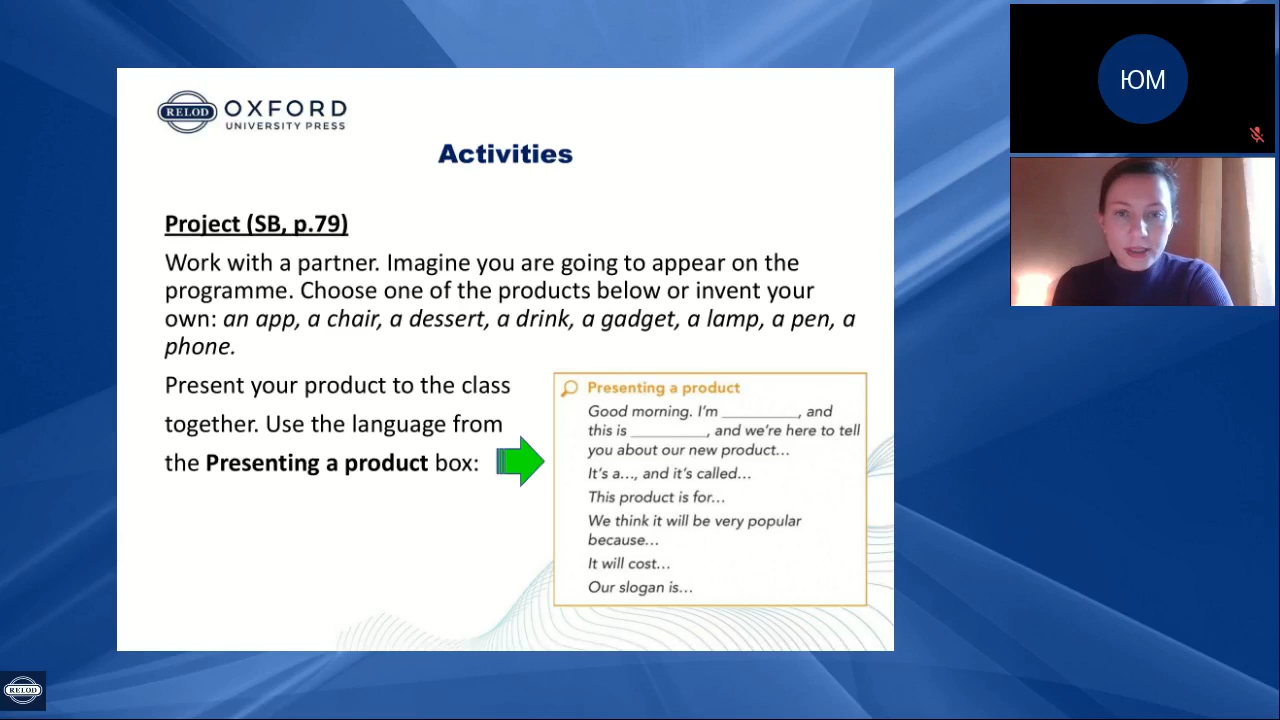 RELOD OXFORD
UNIVERSITY PRESS
Activities
Project (SB, p.79)
Work with a partner. Imagine you are going to appear on the
programme. Choose one of the products below or invent your
own: an app, a chair, a dessert, a drink, a gadget, a lamp, a pen, a
phone.
Present your product to the class
together. Use the language from
the Presenting a product box:
Presenting a product
Good morning. I'm __________, and
this is __________, and we're here to tell
you about our new product...
It's a..., and it's called...
This product is for...
We think it will be very popular
because...
It will cost...
Our slogan is...
ЮМ
RELOD